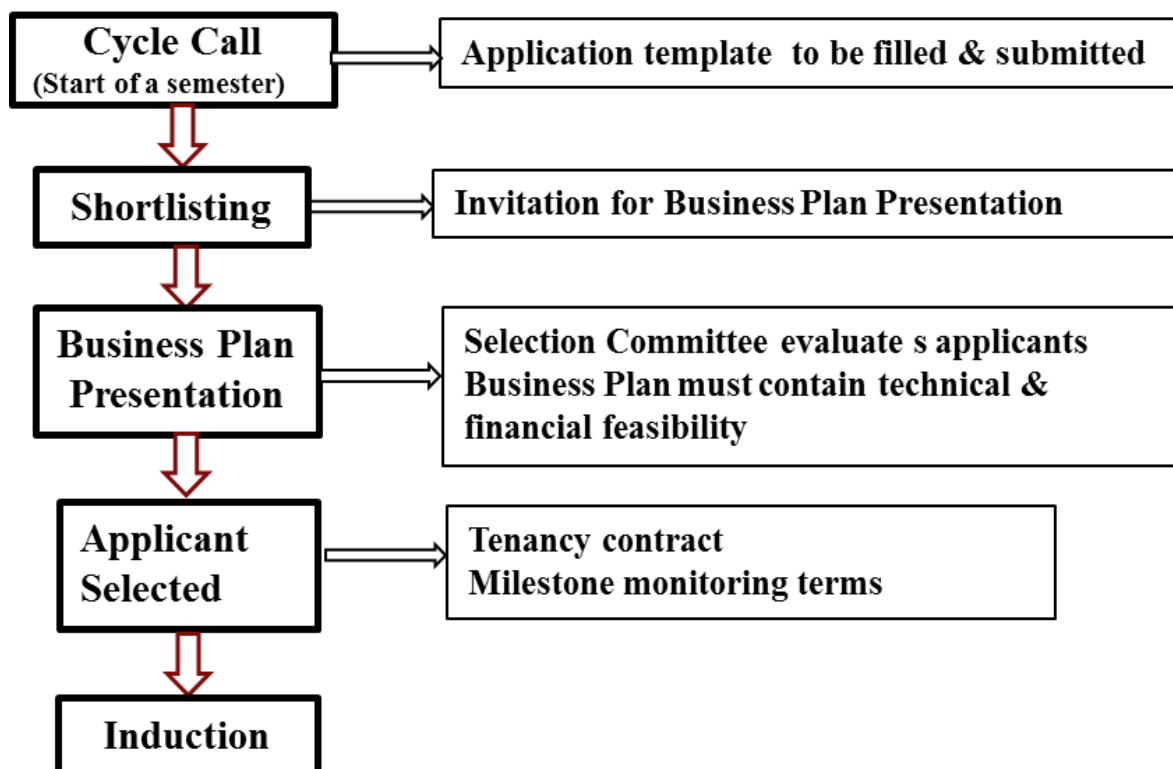 Cycle Call
(Start of a semester)
Application template to be filled & submitted
Shortlisting
Invitation for Business Plan Presentation
Business Plan
Presentation
Selection Committee evaluate s applicants
Business Plan must contain technical &
financial feasibility
Applicant
Selected
Tenancy contract
Milestone monitoring terms
Induction